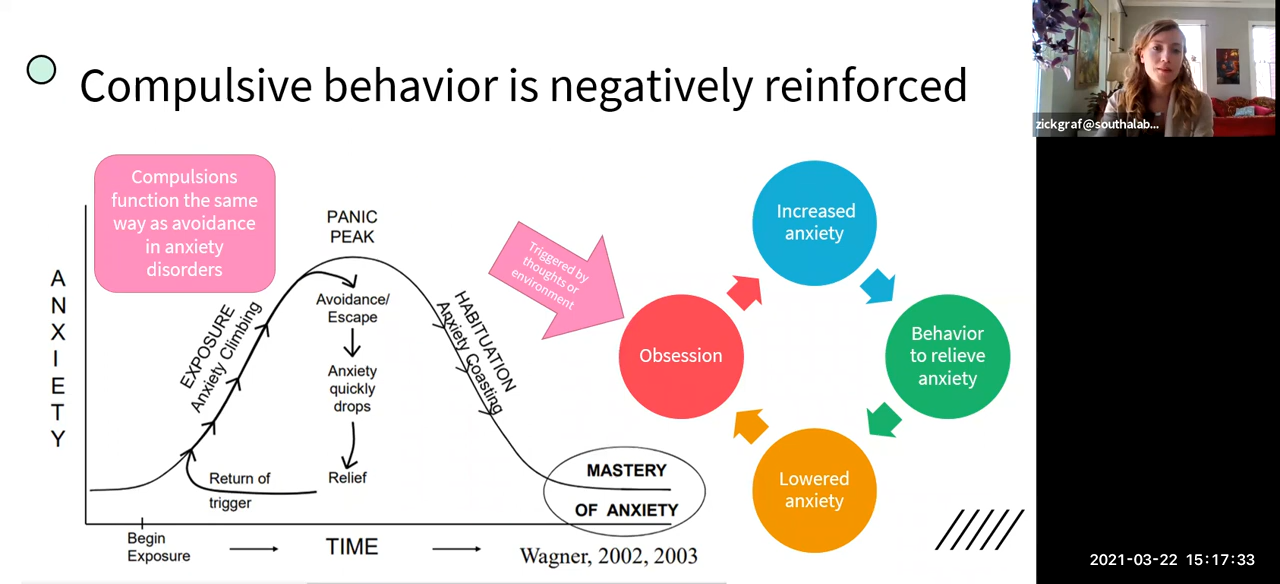 Compulsive behavior is negatively reinforced
zickgraf@southalab...
Compulsions
function the same
way as avoidance
in anxiety
disorders
ANXIETY
EXPOSURE
Anxiety Climbing
PANIC
PEAK
Avoidance/
Escape
Anxiety
quickly
drops
Relief
Return of
trigger
HABITUATION
Anxiety Coasting
MASTERY
OF ANXIETY
Begin
Exposure
TIME
Wagner, 2002, 2003
Triggered by
thoughts or
environment
Obsession
Increased
anxiety
Behavior
to relieve
anxiety
Lowered
anxiety
2021-03-22 15:17:33